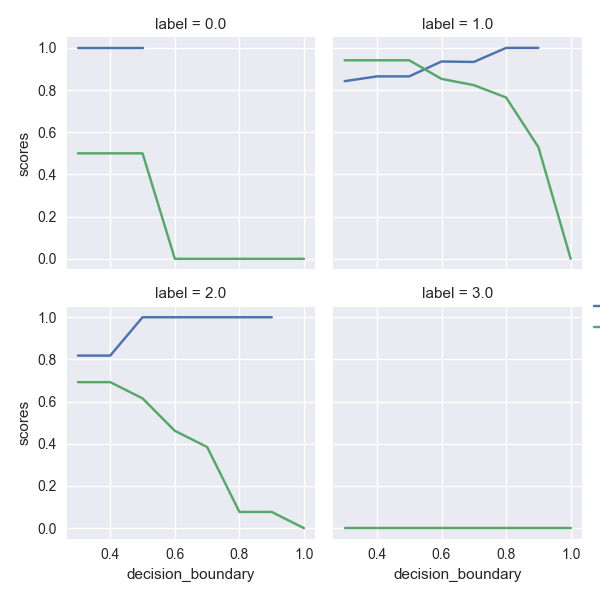 label = 0.0
label = 1.0
1.0
0.8
0.6
0.4
0.2
0.0
scores
label = 2.0
label = 3.0
1.0
0.8
0.6
0.4
0.2
0.0
scores
0.4 0.6 0.8 1.0
0.4 0.6 0.8 1.0
decision_boundary
decision_boundary